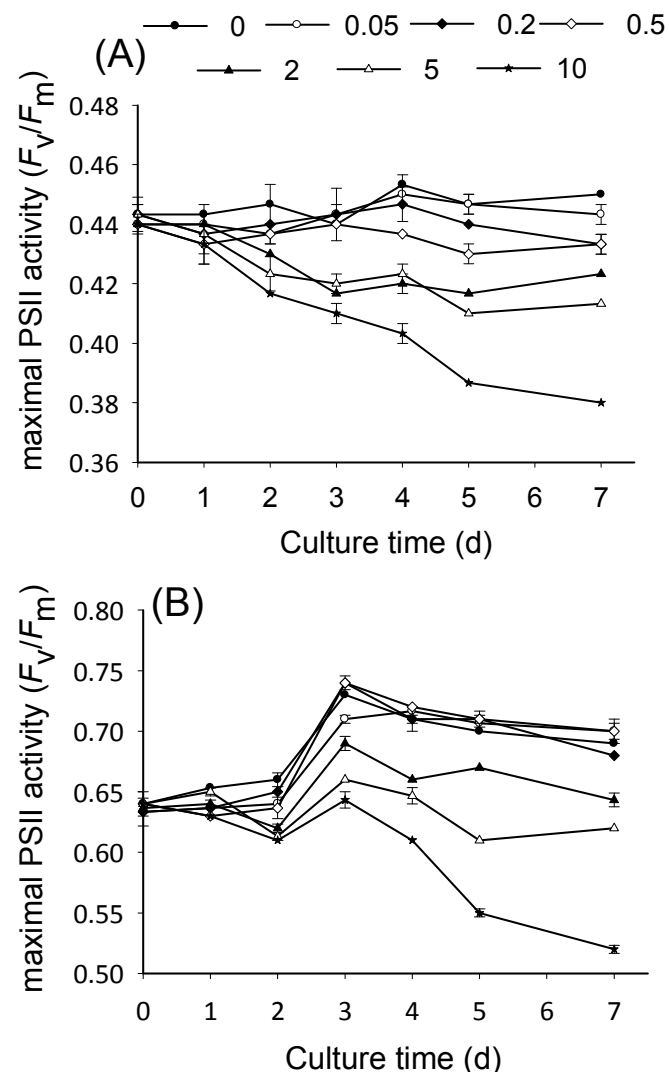 0 0.05 0.2 0.5
(A) 2 5 10
0.48
0.46
0.44
0.42
0.40
0.38
0.36
maximal PSII activity (Fv/Fm)
0 1 2 3 4 5 6 7
Culture time (d)
(B)
0.80
0.75
0.70
0.65
0.60
0.55
0.50
maximal PSII activity (Fv/Fm)
0 1 2 3 4 5 6 7
Culture time (d)